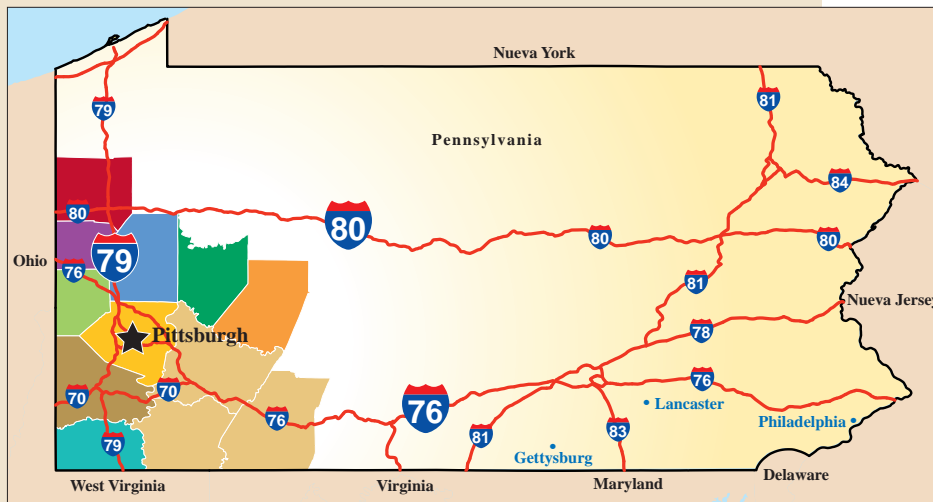 Nueva York
79
81
Pennsylvania
84
80
80
80
80
79
Ohio
76
81
Nueva Jersey
78
Pittsburgh
70
70
76
76
76
Lancaster
Philadelphia
81
83
79
Gettysburg
West Virginia
Virginia
Maryland
Delaware